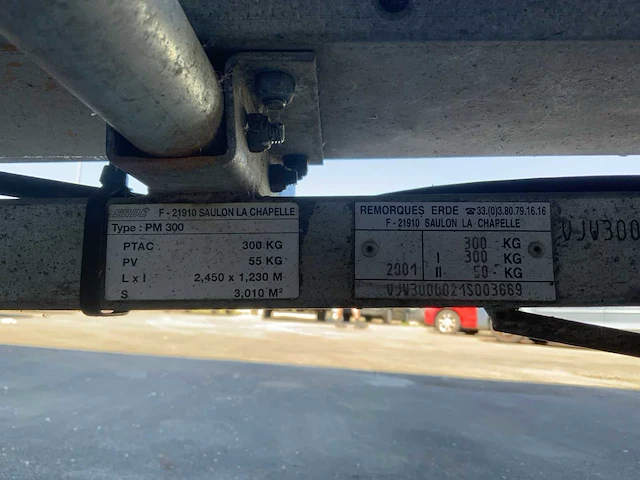 ERDÉ F - 21910 SAULON LA CHAPELLE
Type : PM 300
PTAC 300 KG
PV 55 KG
L x l 2,450 x 1,230 M
S 3,010 M²
REMORQUES ERDE ☎33.(0)3.80.79.16.16
F - 21910 SAULON LA CHAPELLE
300 KG
I 300 KG
2001 II 50 - KG
VJW3000021S003669
VJW300